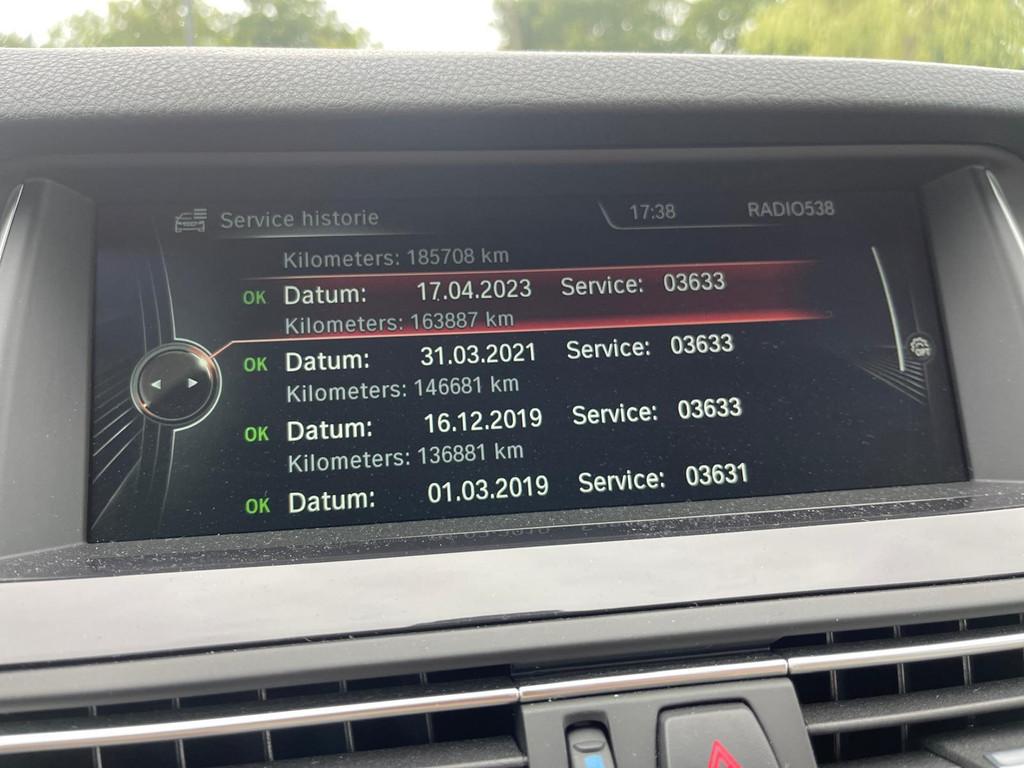 Service historie 17:38 RADIO538
Kilometers: 185708 km
OK Datum: 17.04.2023 Service: 03633
Kilometers: 163887 km
OK Datum: 31.03.2021 Service: 03633
Kilometers: 146681 km
OK Datum: 16.12.2019 Service: 03633
Kilometers: 136881 km
OK Datum: 01.03.2019 Service: 03631